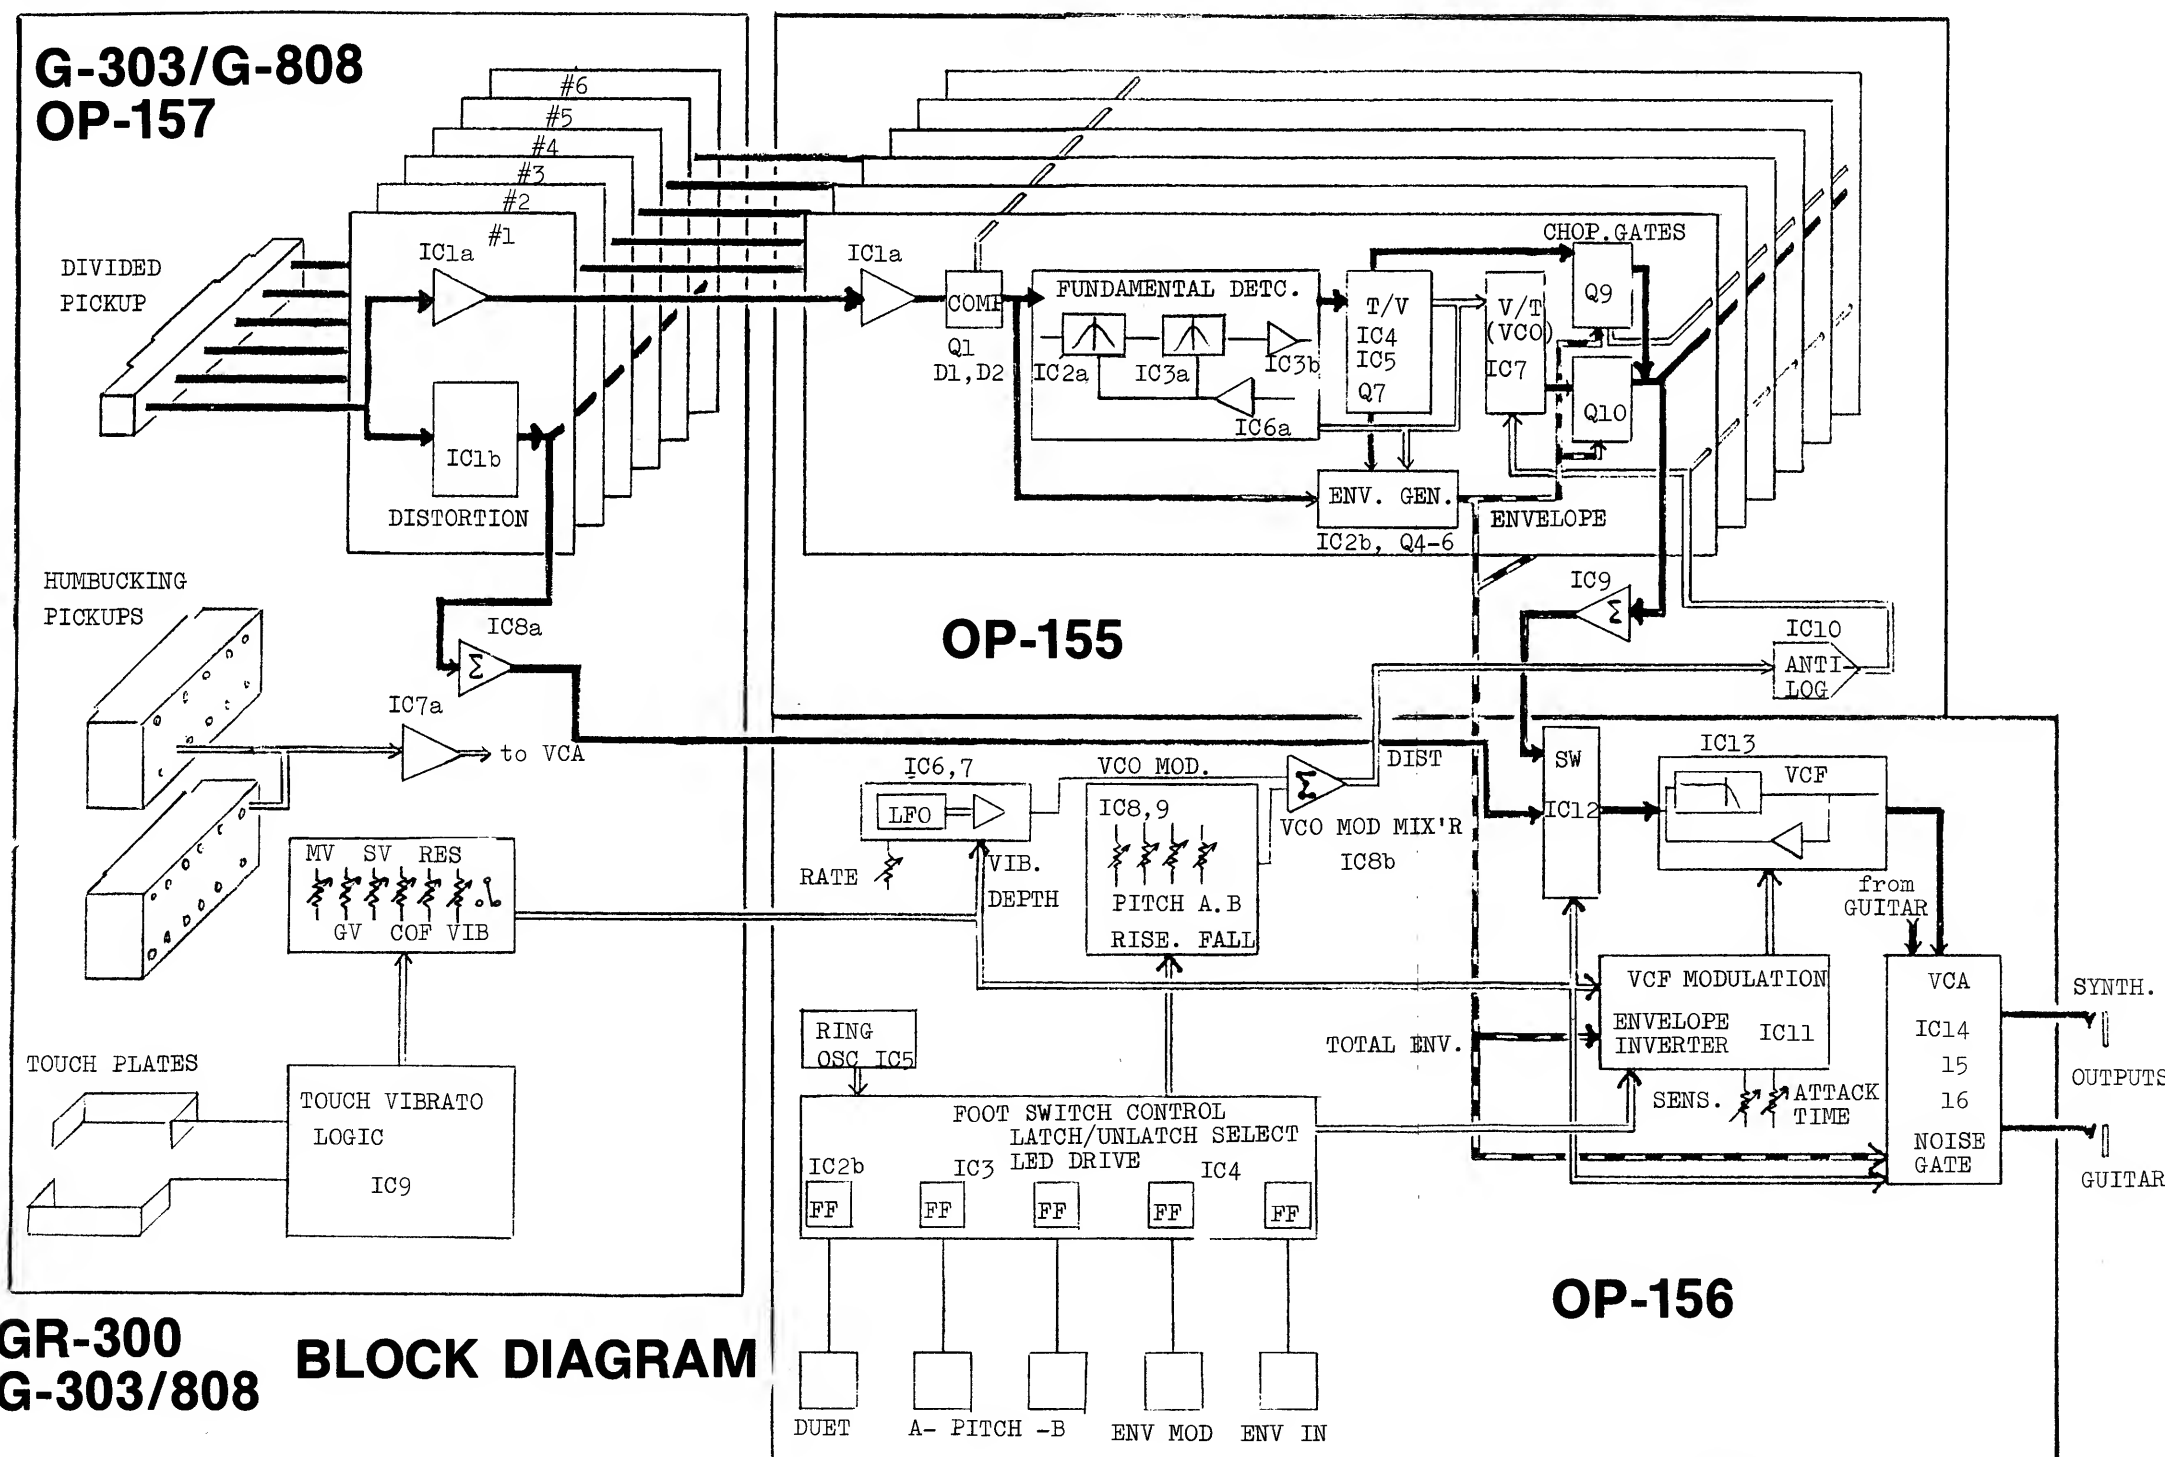 G-303/G-808
OP-157
#6
#5
#4
#3
#2
#1
DIVIDED
PICKUP
IC1a
IC1b
DISTORTION
HUMBUCKING
PICKUPS
IC8a
Σ
IC7a
to VCA
MV SV RES
GV COF VIB
TOUCH PLATES
TOUCH VIBRATO
LOGIC
IC9
GR-300
G-303/808
BLOCK DIAGRAM
IC1a
COMP
Q1
D1,D2
FUNDAMENTAL DETC.
IC2a
IC3a
IC3b
IC6a
T/V
IC4
IC5
Q7
V/T
(VCO)
IC7
CHOP.GATES
Q9
Q10
ENV. GEN.
ENVELOPE
IC2b, Q4-6
OP-155
IC9
Σ
IC10
ANTI
LOG
DIST
IC6,7
LFO
RATE
VIB.
DEPTH
VCO MOD.
IC8,9
PITCH A.B
RISE. FALL
Σ
VCO MOD MIX'R
IC8b
SW
IC12
IC13
VCF
from
GUITAR
VCF MODULATION
ENVELOPE
INVERTER
IC11
TOTAL ENV.
SENS.
ATTACK
TIME
VCA
IC14
15
16
NOISE
GATE
SYNTH.
OUTPUTS
GUITAR
RING
OSC IC5
FOOT SWITCH CONTROL
LATCH/UNLATCH SELECT
LED DRIVE
IC2b
IC3
IC4
FF FF FF FF FF
DUET A- PITCH -B ENV MOD ENV IN
OP-156